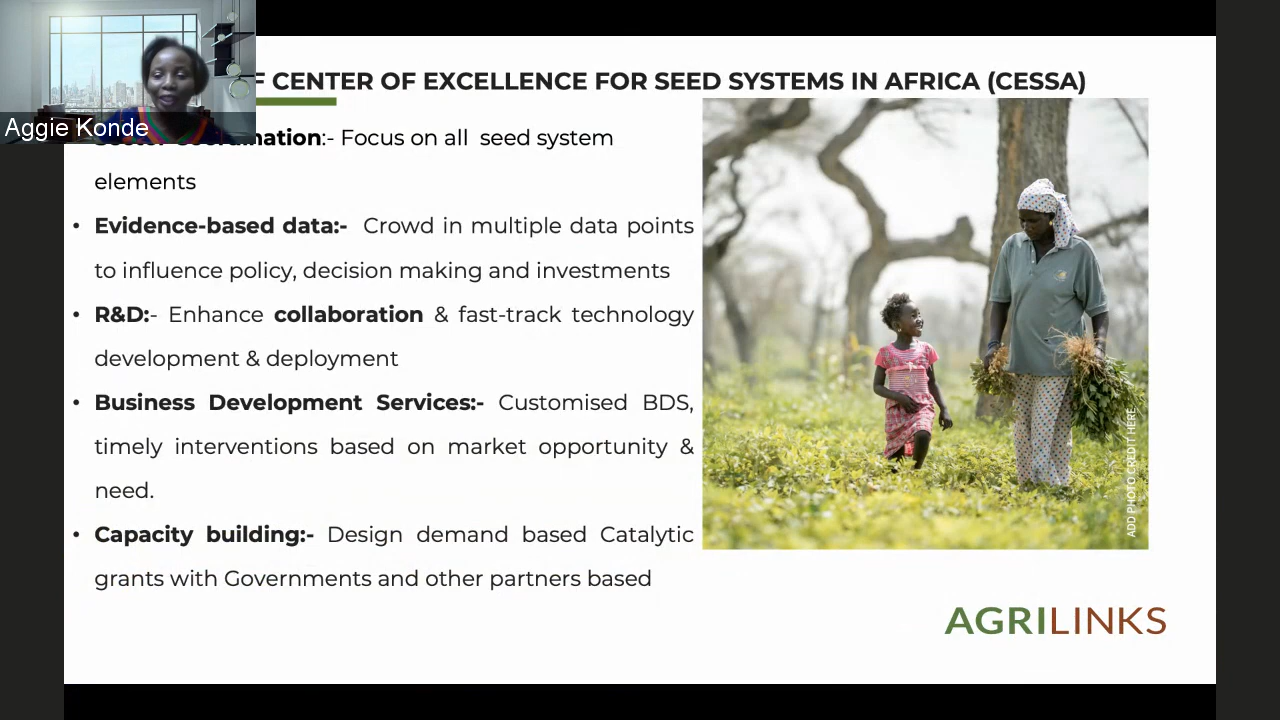 CENTER OF EXCELLENCE FOR SEED SYSTEMS IN AFRICA (CESSA)
Aggie Konde
:- Focus on all seed system
elements
• Evidence-based data:- Crowd in multiple data points
to influence policy, decision making and investments
• R&D:- Enhance collaboration & fast-track technology
development & deployment
• Business Development Services:- Customised BDS,
timely interventions based on market opportunity &
need.
• Capacity building:- Design demand based Catalytic
grants with Governments and other partners based
ADD PHOTO CREDIT HERE
AGRILINKS